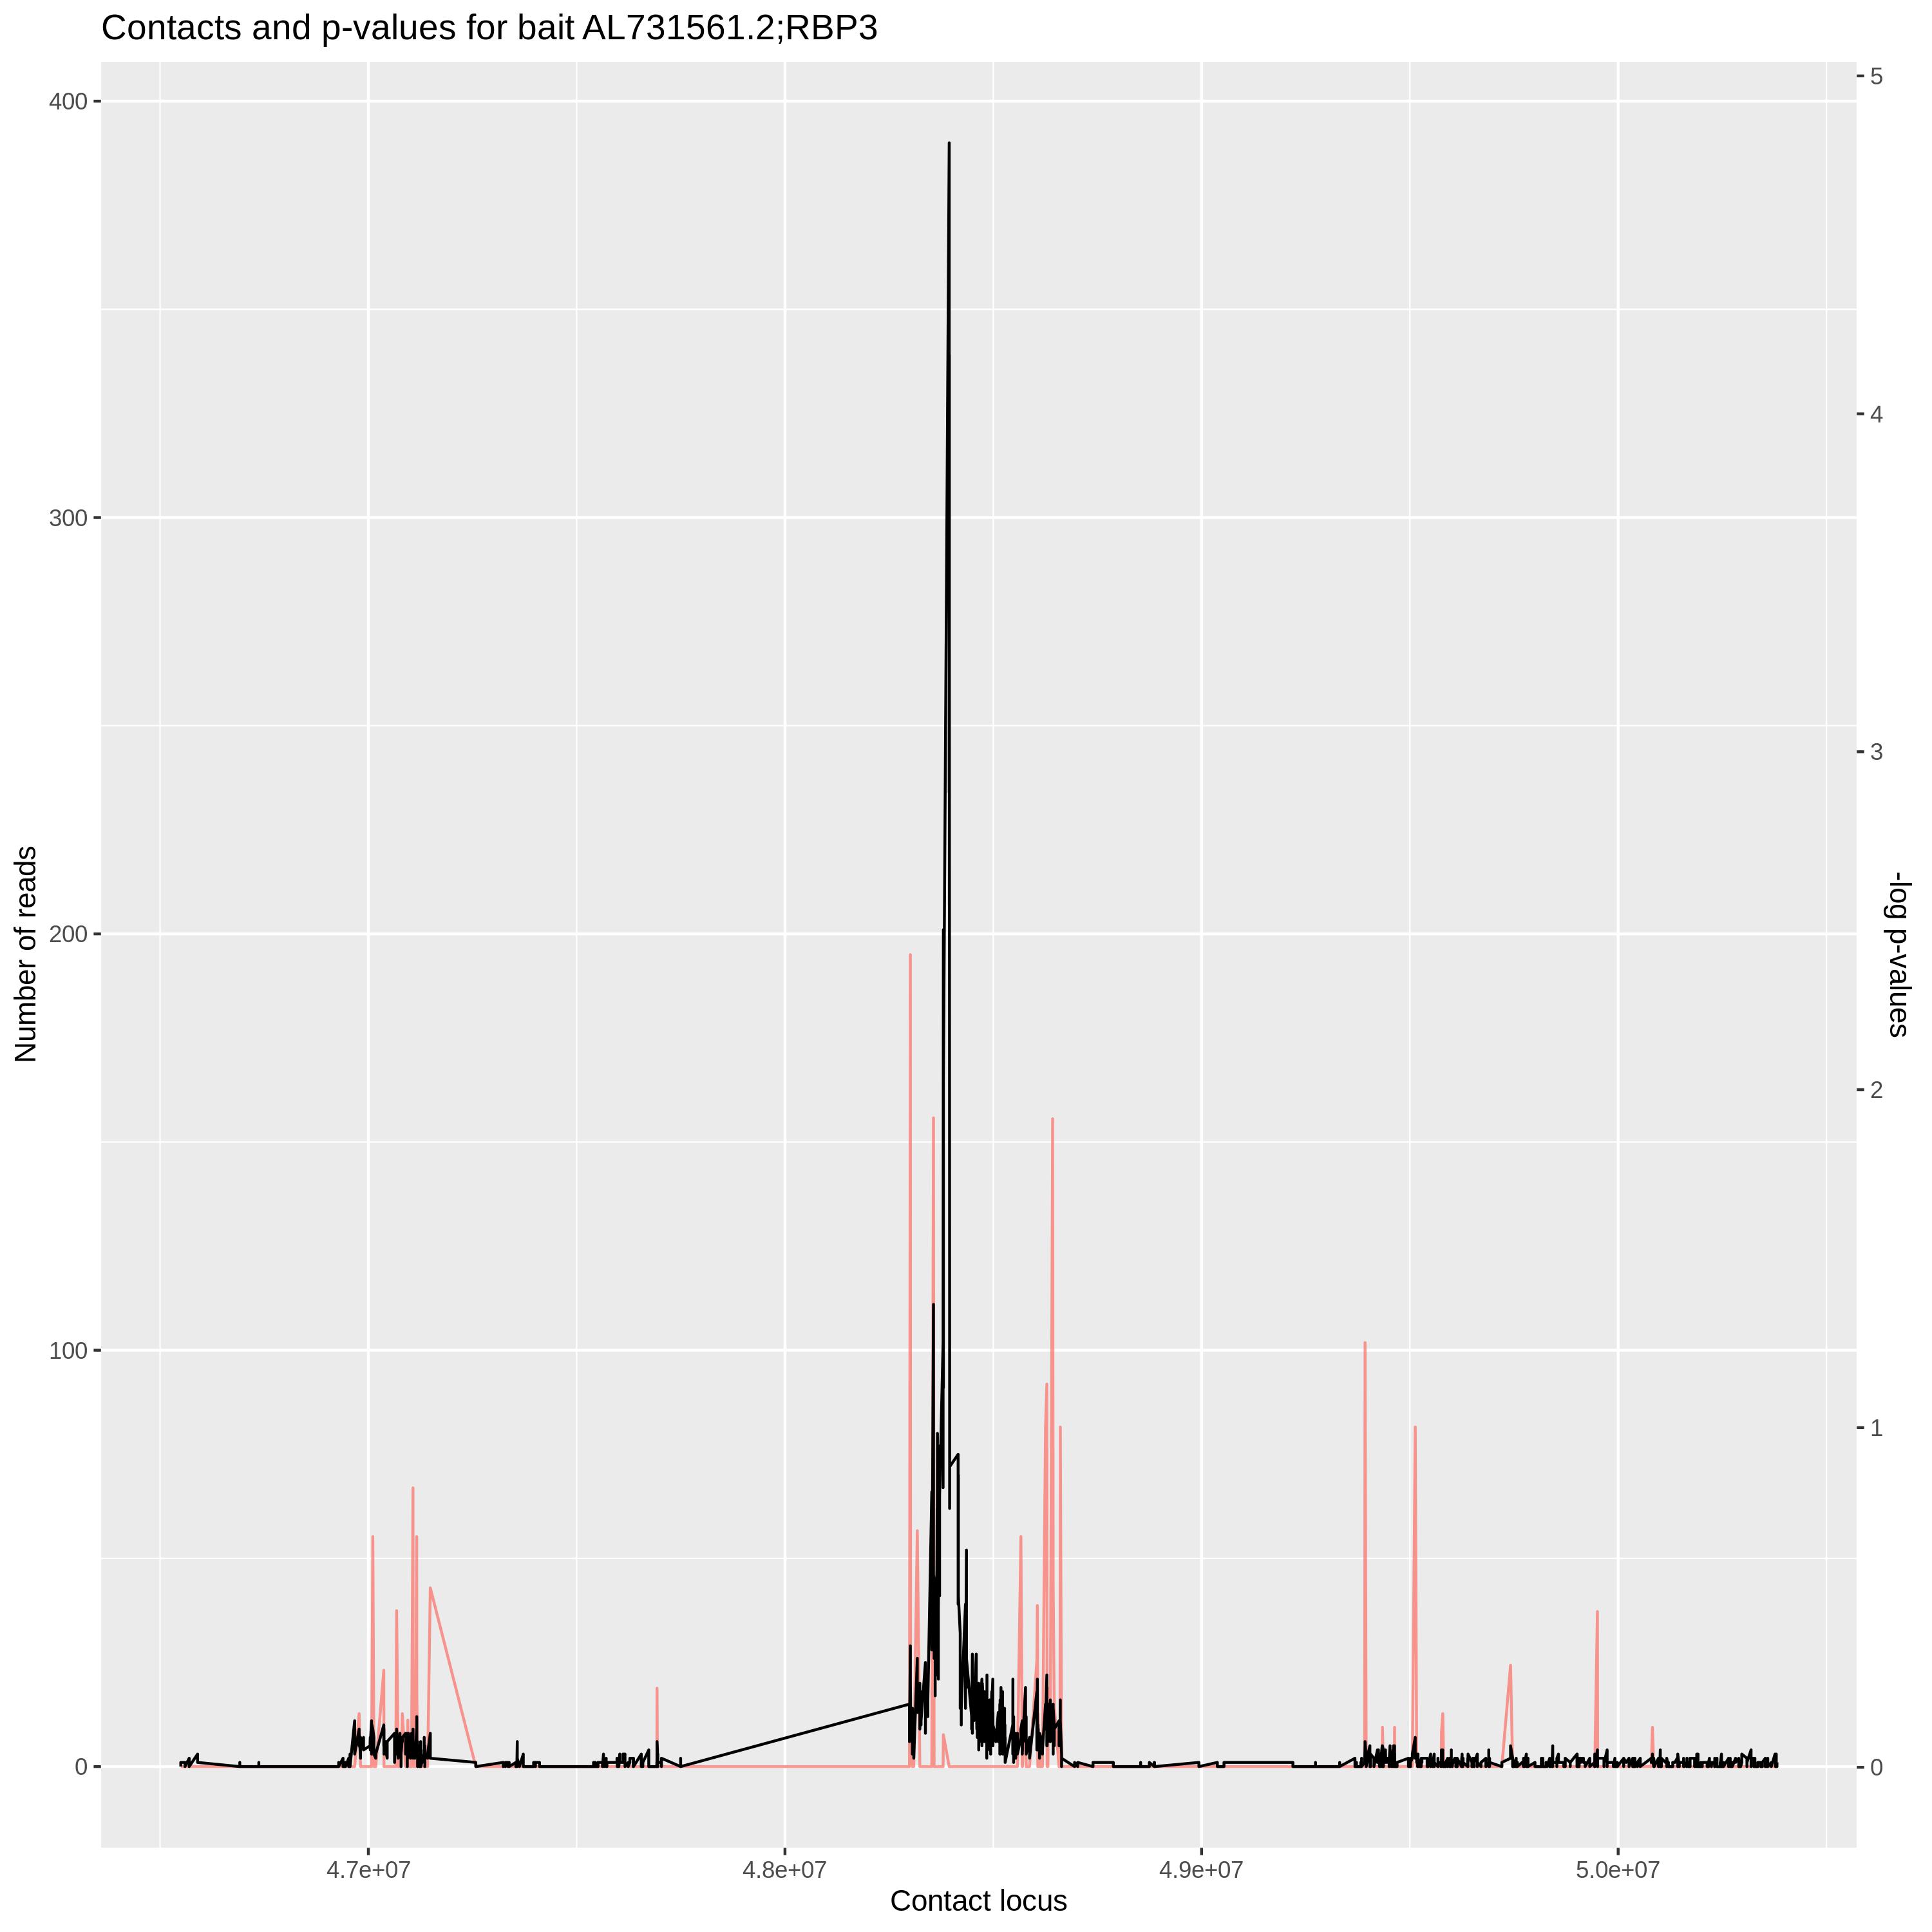 Contacts and p-values for bait AL731561.2;RBP3
400
300
200
100
0
Number of reads
5
4
3
2
1
0
-log p-values
4.7e+07
4.8e+07
4.9e+07
5.0e+07
Contact locus